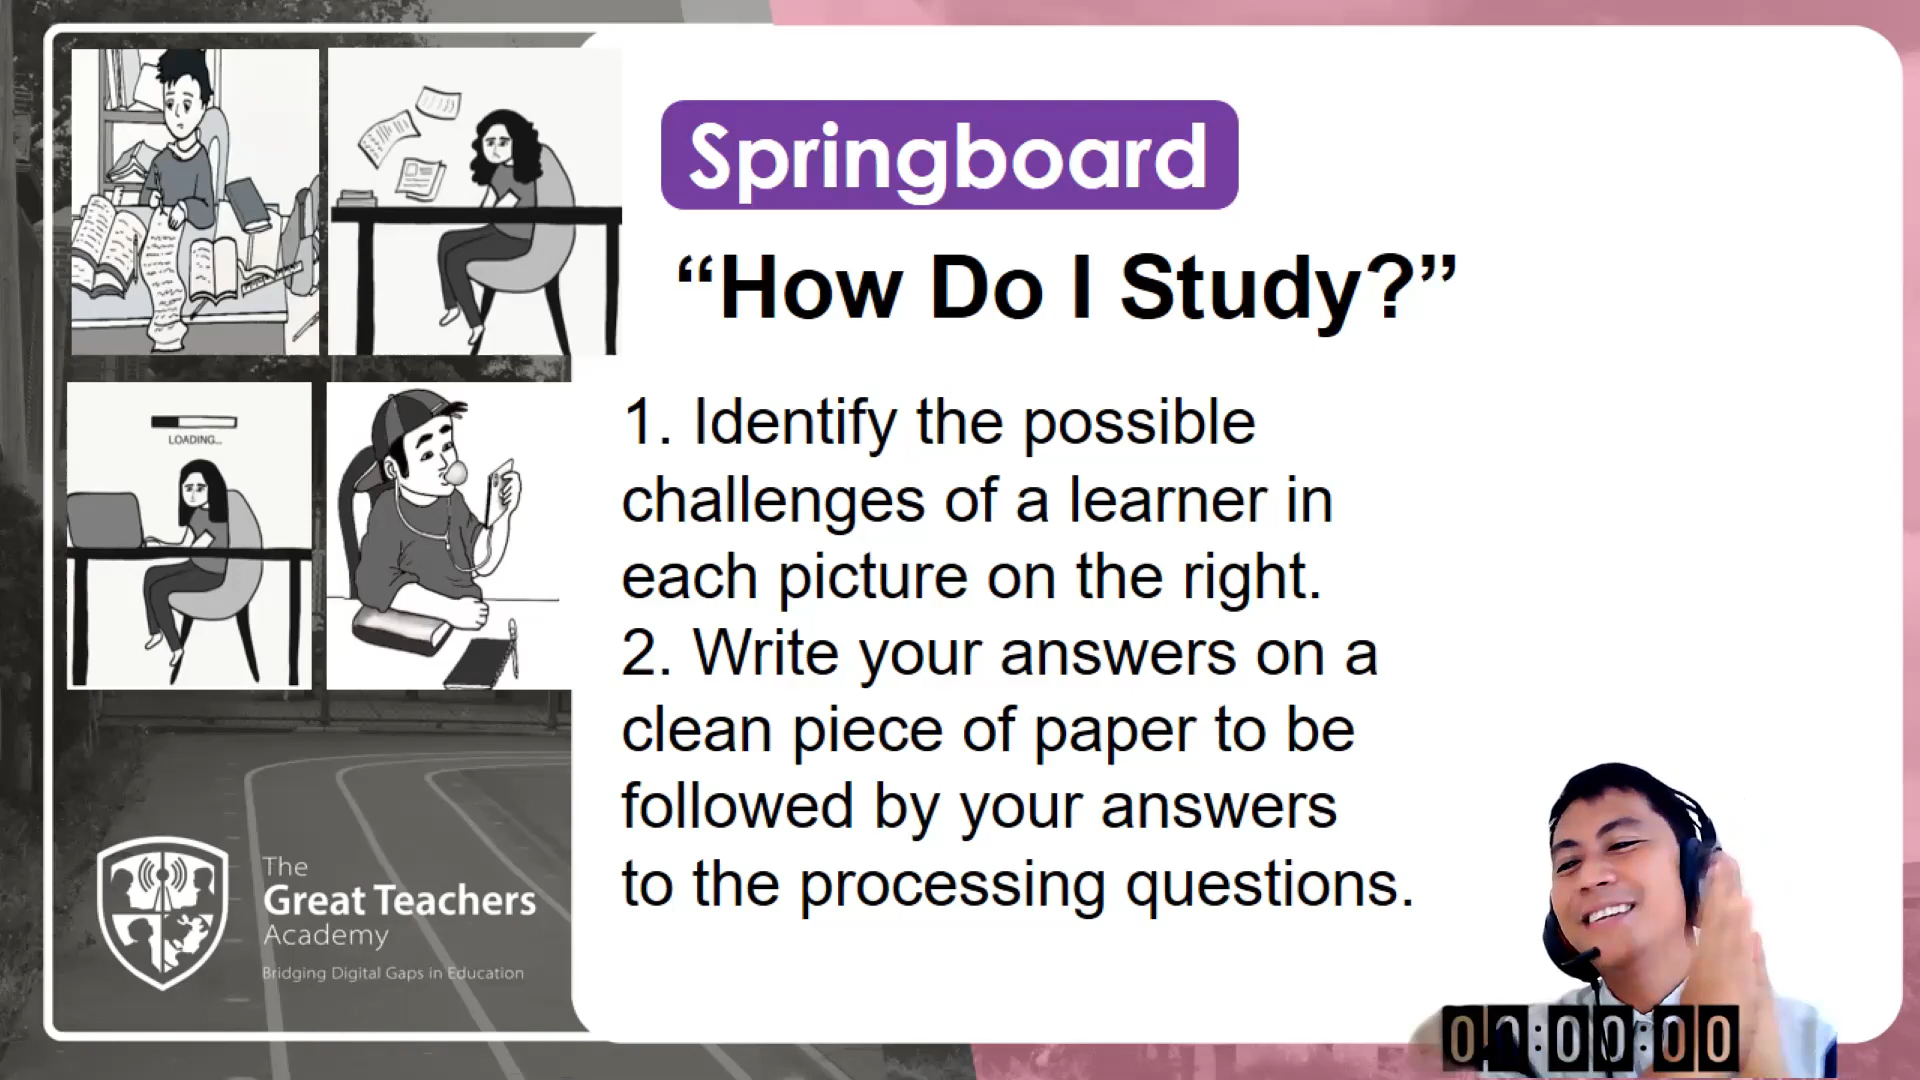 Springboard
“How Do I Study?”
1. Identify the possible
challenges of a learner in
each picture on the right.
2. Write your answers on a
clean piece of paper to be
followed by your answers
to the processing questions.
LOADING...
The
Great Teachers
Academy
Bridging Digital Gaps in Education